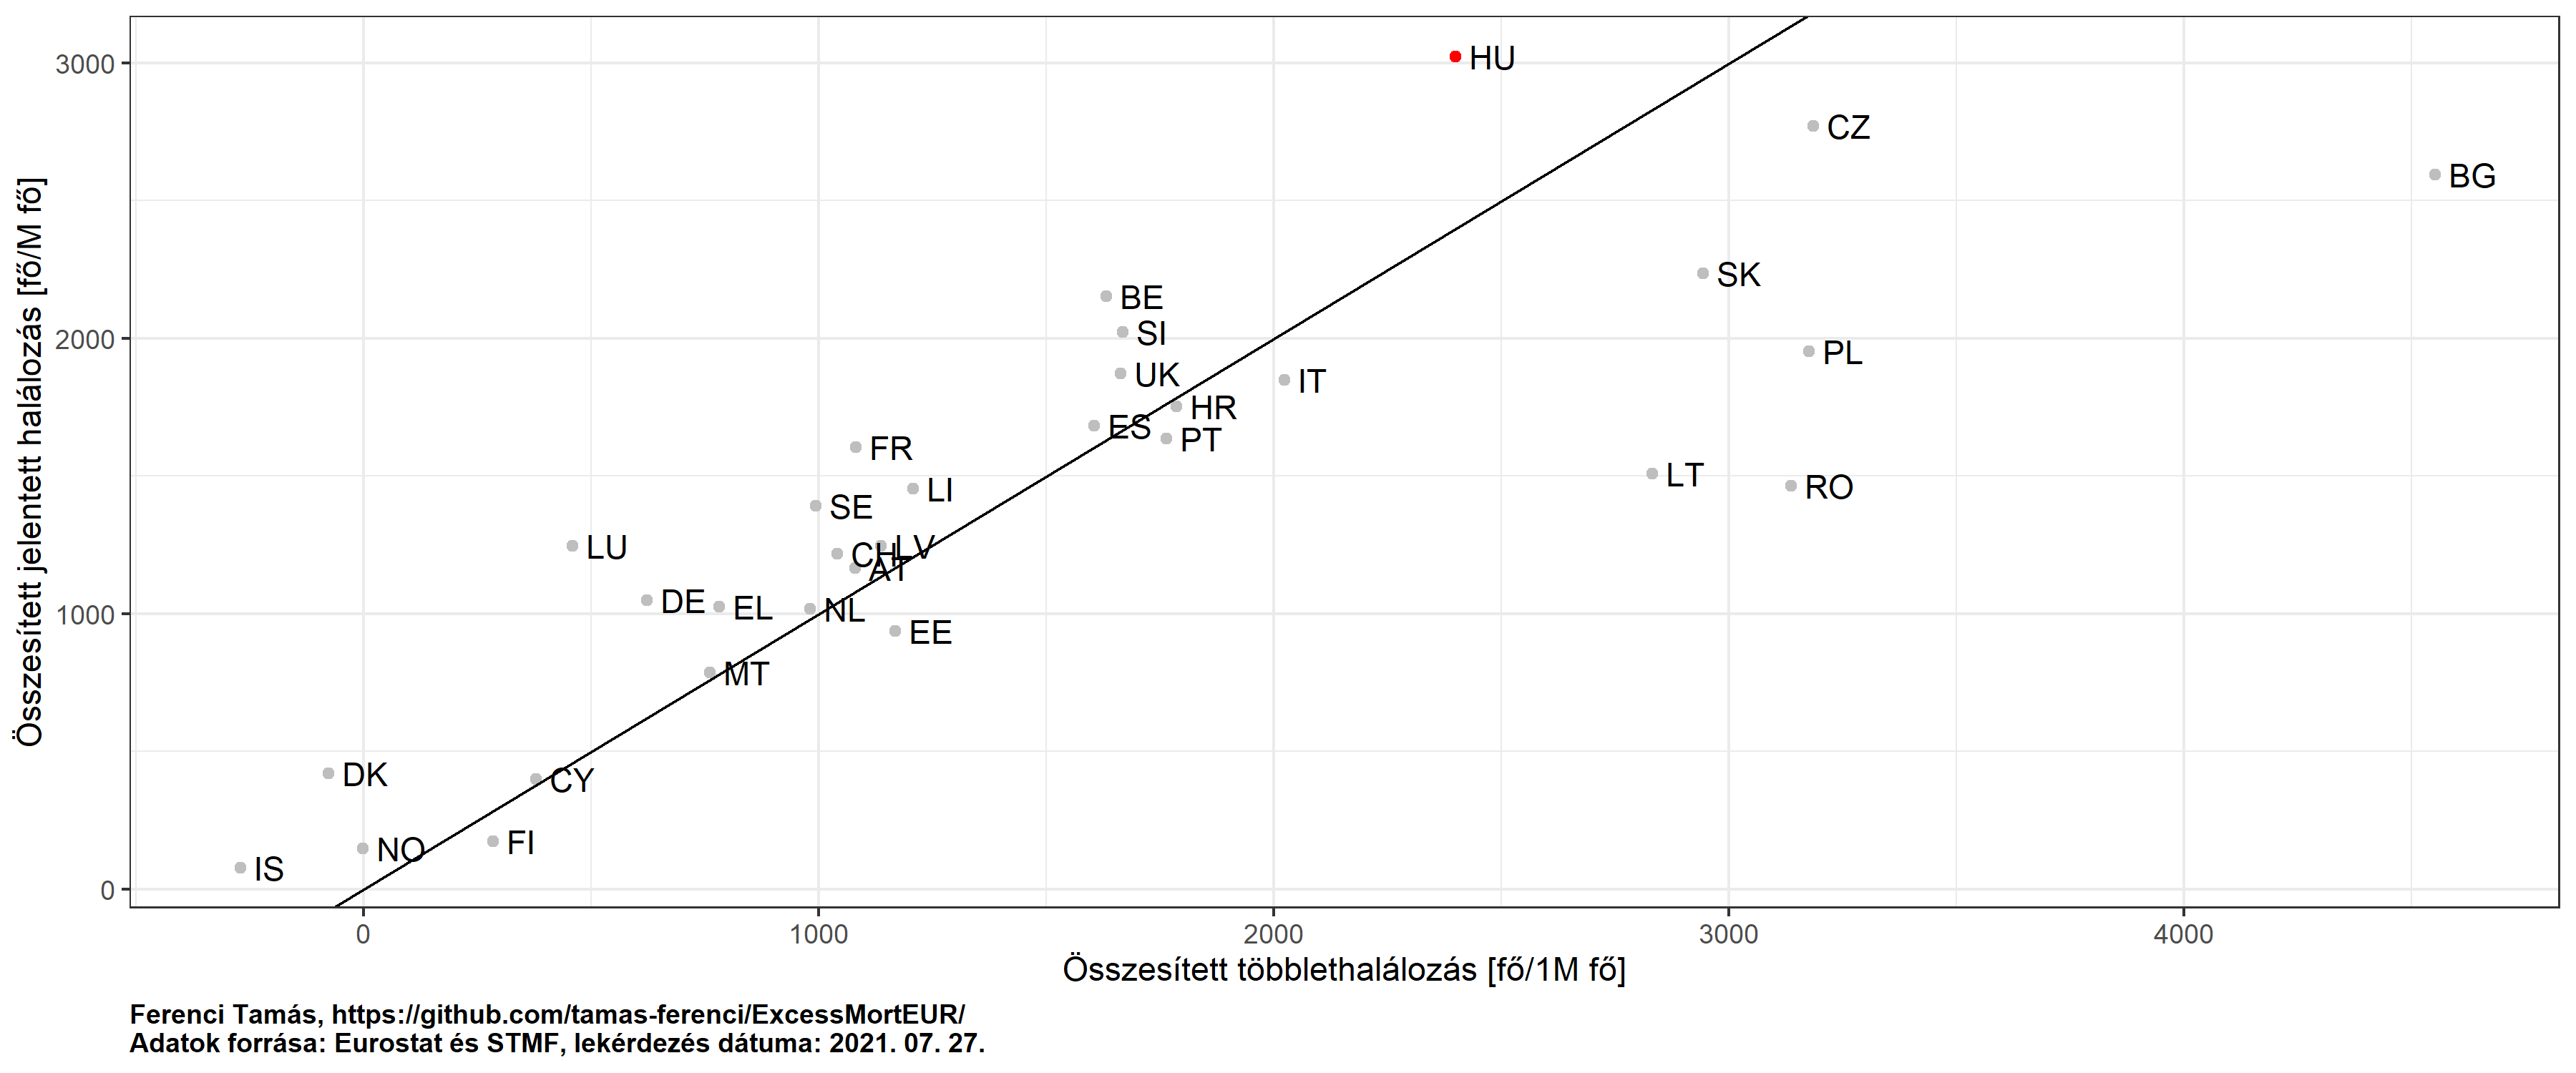 Összesített jelentett halálozás [fő/M fő]
3000
2000
1000
0
HU
CZ
BG
SK
BE
SI
UK
PL
IT
HR
ES
PT
FR
LT
RO
LI
SE
LU
LV
CH
AT
DE
EL
NL
EE
MT
DK
CY
NO
FI
IS
0 1000 2000 3000 4000
Összesített többlethalálozás [fő/1M fő]
Ferenci Tamás, https://github.com/tamas-ferenci/ExcessMortEUR/
Adatok forrása: Eurostat és STMF, lekérdezés dátuma: 2021. 07. 27.